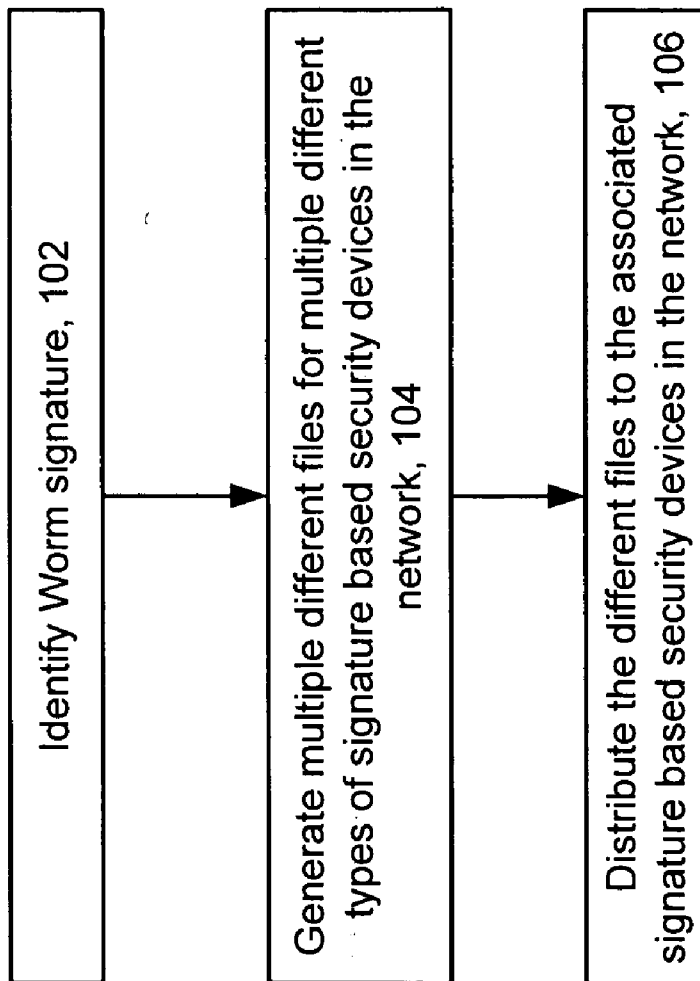 Identify Worm signature, 102
Generate multiple different files for multiple different
types of signature based security devices in the
network, 104
Distribute the different files to the associated
signature based security devices in the network, 106